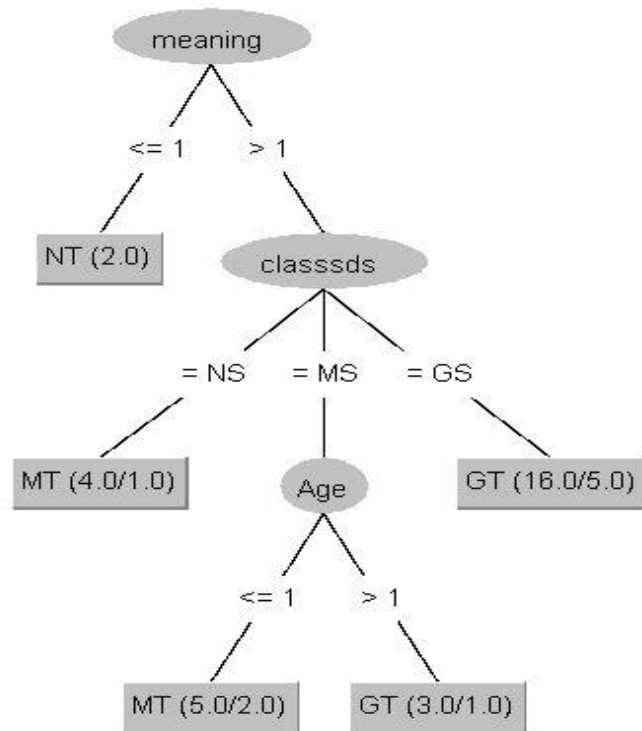 meaning
<= 1 > 1
NT (2.0)
classsds
= NS = MS = GS
MT (4.0/1.0)
Age
GT (16.0/5.0)
<= 1 > 1
MT (5.0/2.0)
GT (3.0/1.0)